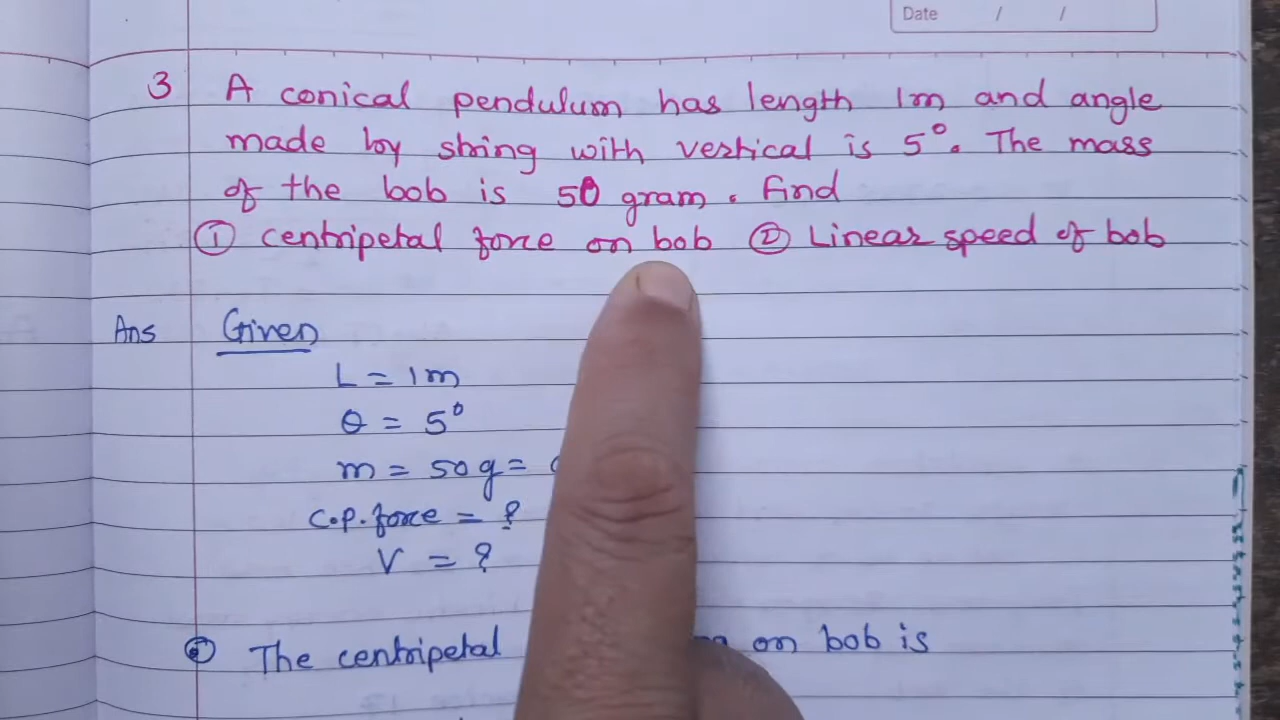 Date / /
3 A conical pendulum has length 1m and angle
made by string with vertical is 5°. The mass
of the bob is 50 gram. Find
① centripetal force on bob ② Linear speed of bob
Ans Given
L = 1m
θ = 5°
m = 50g =
C.P. force = ?
V = ?
The centripetal on bob is